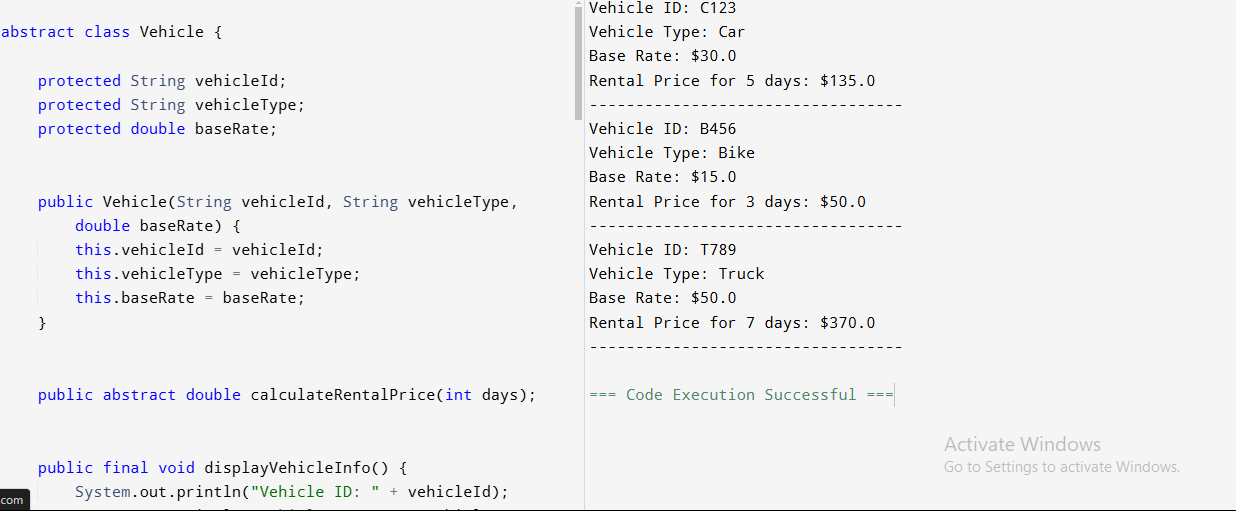 abstract class Vehicle {
protected String vehicleId;
protected String vehicleType;
protected double baseRate;
public Vehicle(String vehicleId, String vehicleType,
double baseRate) {
this.vehicleId = vehicleId;
this.vehicleType = vehicleType;
this.baseRate = baseRate;
}
public abstract double calculateRentalPrice(int days);
public final void displayVehicleInfo() {
System.out.println("Vehicle ID: " + vehicleId);
com
Vehicle ID: C123
Vehicle Type: Car
Base Rate: $30.0
Rental Price for 5 days: $135.0
----------------------------------
Vehicle ID: B456
Vehicle Type: Bike
Base Rate: $15.0
Rental Price for 3 days: $50.0
----------------------------------
Vehicle ID: T789
Vehicle Type: Truck
Base Rate: $50.0
Rental Price for 7 days: $370.0
----------------------------------
=== Code Execution Successful ===
Activate Windows
Go to Settings to activate Windows.